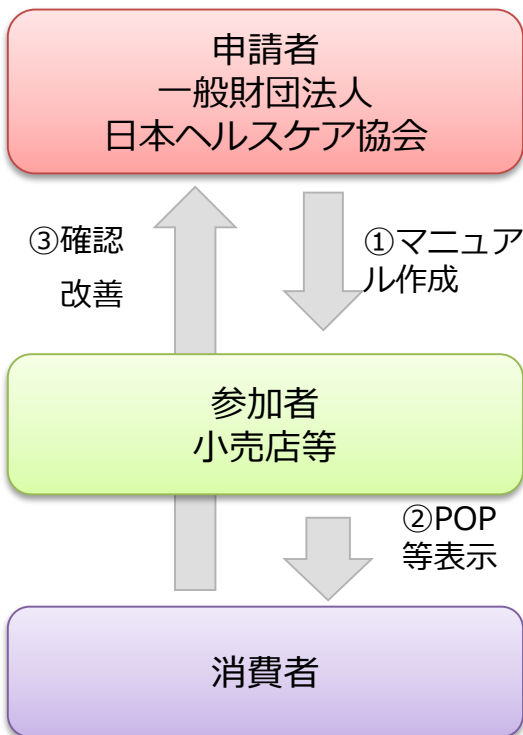 申請者
一般財団法人
日本ヘルスケア協会
③確認
改善
①マニュア
ル作成
参加者
小売店等
②POP
等表示
消費者